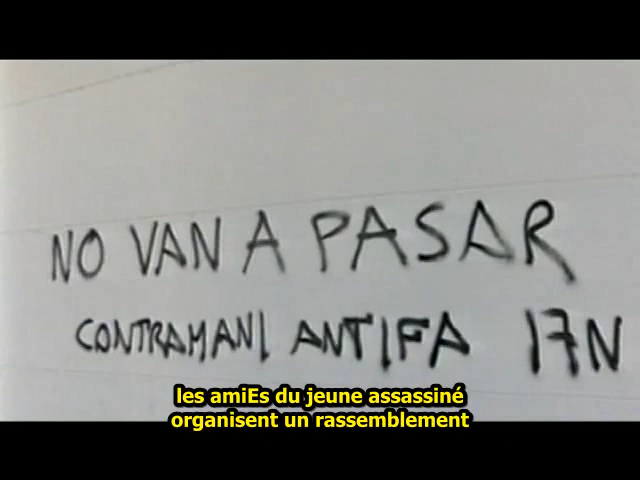 NO VAN A PASAR
CONTRAMANI ANTIFA 17N
les amiEs du jeune assassiné
organisent un rassemblement